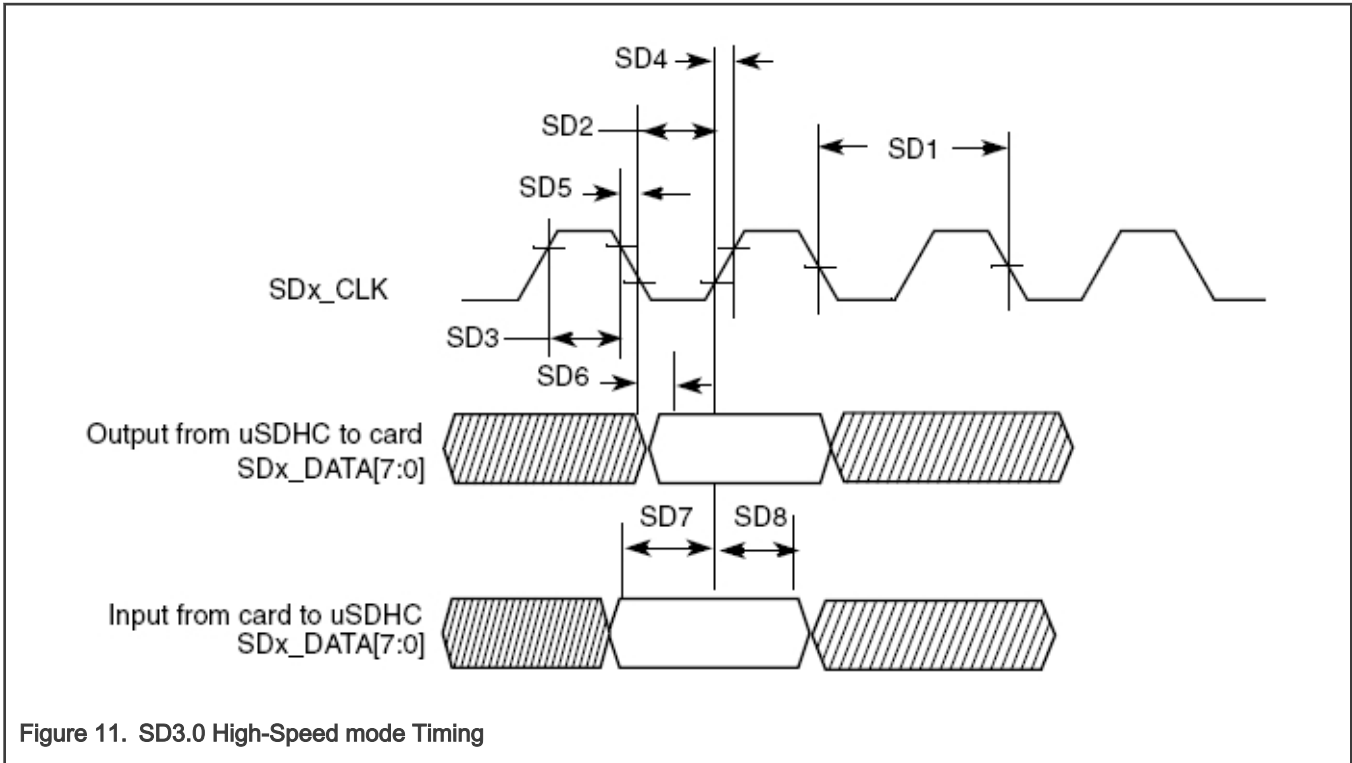 SD4
SD2
SD1
SD5
SDx_CLK
SD3
SD6
Output from uSDHC to card
SDx_DATA[7:0]
SD7
SD8
Input from card to uSDHC
SDx_DATA[7:0]
Figure 11. SD3.0 High-Speed mode Timing